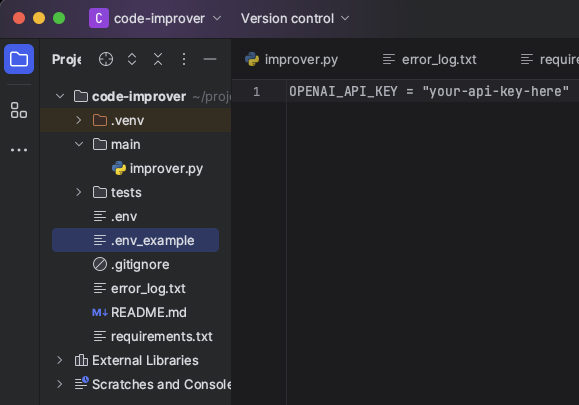 C code-improver Version control
Proje improver.py error_log.txt require
1 OPENAI_API_KEY = "your-api-key-here"
code-improver ~/proj
.venv
main
improver.py
tests
.env
.env_example
.gitignore
error_log.txt
M↓ README.md
requirements.txt
External Libraries
Scratches and Console